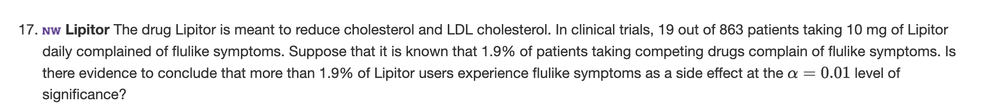 17. NW Lipitor The drug Lipitor is meant to reduce cholesterol and LDL cholesterol. In clinical trials, 19 out of 863 patients taking 10 mg of Lipitor
daily complained of flulike symptoms. Suppose that it is known that 1.9% of patients taking competing drugs complain of flulike symptoms. Is
there evidence to conclude that more than 1.9% of Lipitor users experience flulike symptoms as a side effect at the α = 0.01 level of
significance?